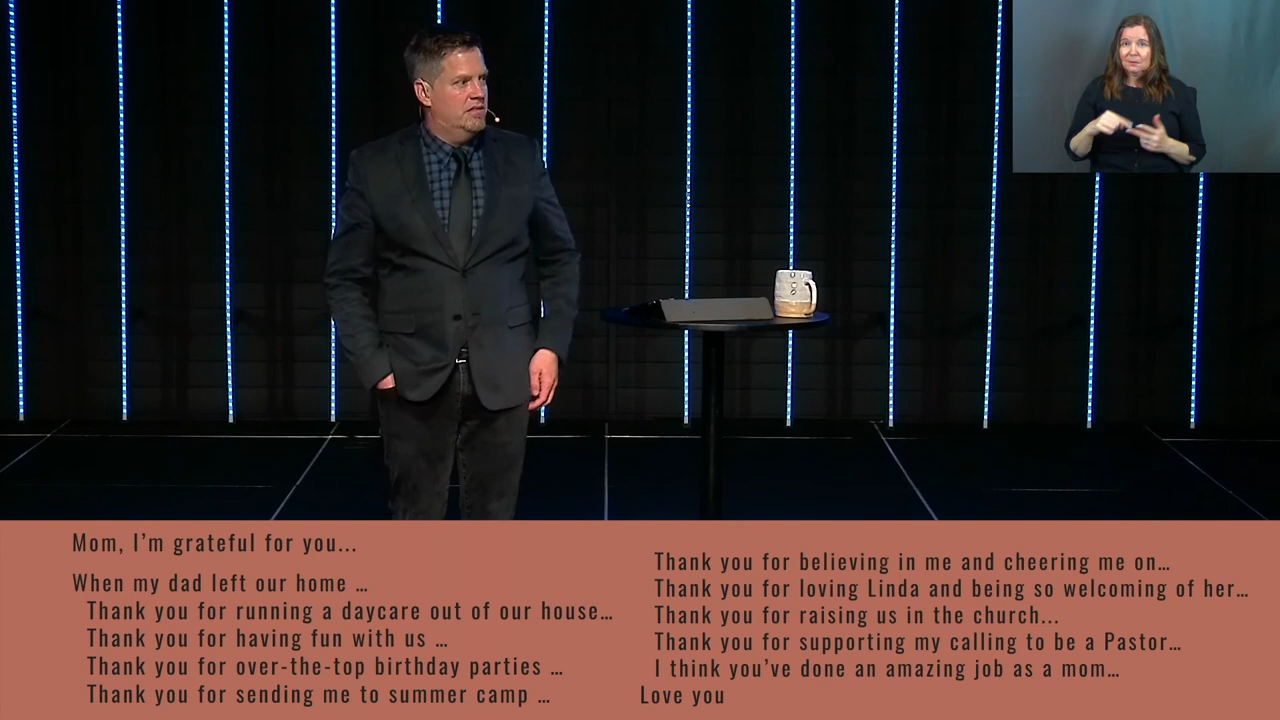 Mom, I'm grateful for you...
When my dad left our home ...
Thank you for running a daycare out of our house...
Thank you for having fun with us ...
Thank you for over-the-top birthday parties ...
Thank you for sending me to summer camp ...
Thank you for believing in me and cheering me on...
Thank you for loving Linda and being so welcoming of her...
Thank you for raising us in the church...
Thank you for supporting my calling to be a Pastor...
I think you've done an amazing job as a mom...
Love you